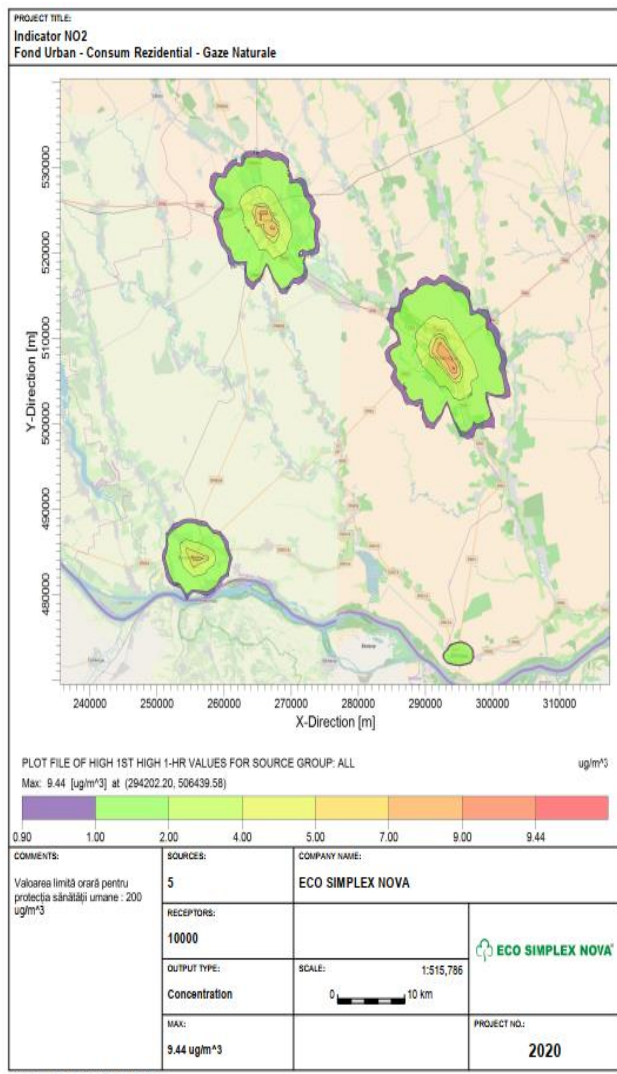 PROJECT TITLE:
Indicator NO2
Fond Urban - Consum Rezidential - Gaze Naturale
Y-Direction [m]
530000
520000
510000
500000
490000
480000
240000 250000 260000 270000 280000 290000 300000 310000
X-Direction [m]
PLOT FILE OF HIGH 1ST HIGH 1-HR VALUES FOR SOURCE GROUP: ALL
ug/m^3
Max: 9.44 [ug/m^3] at (294202.20, 506439.58)
0.90 1.00 2.00 4.00 5.00 7.00 9.00 9.44
COMMENTS:
Valoarea limită orară pentru
protecția sănătății umane : 200
ug/m^3
SOURCES:
5
COMPANY NAME:
ECO SIMPLEX NOVA
RECEPTORS:
10000
OUTPUT TYPE:
Concentration
SCALE: 1:515,786
0 10 km
ECO SIMPLEX NOVA
MAX:
9.44 ug/m^3
PROJECT NO.:
2020